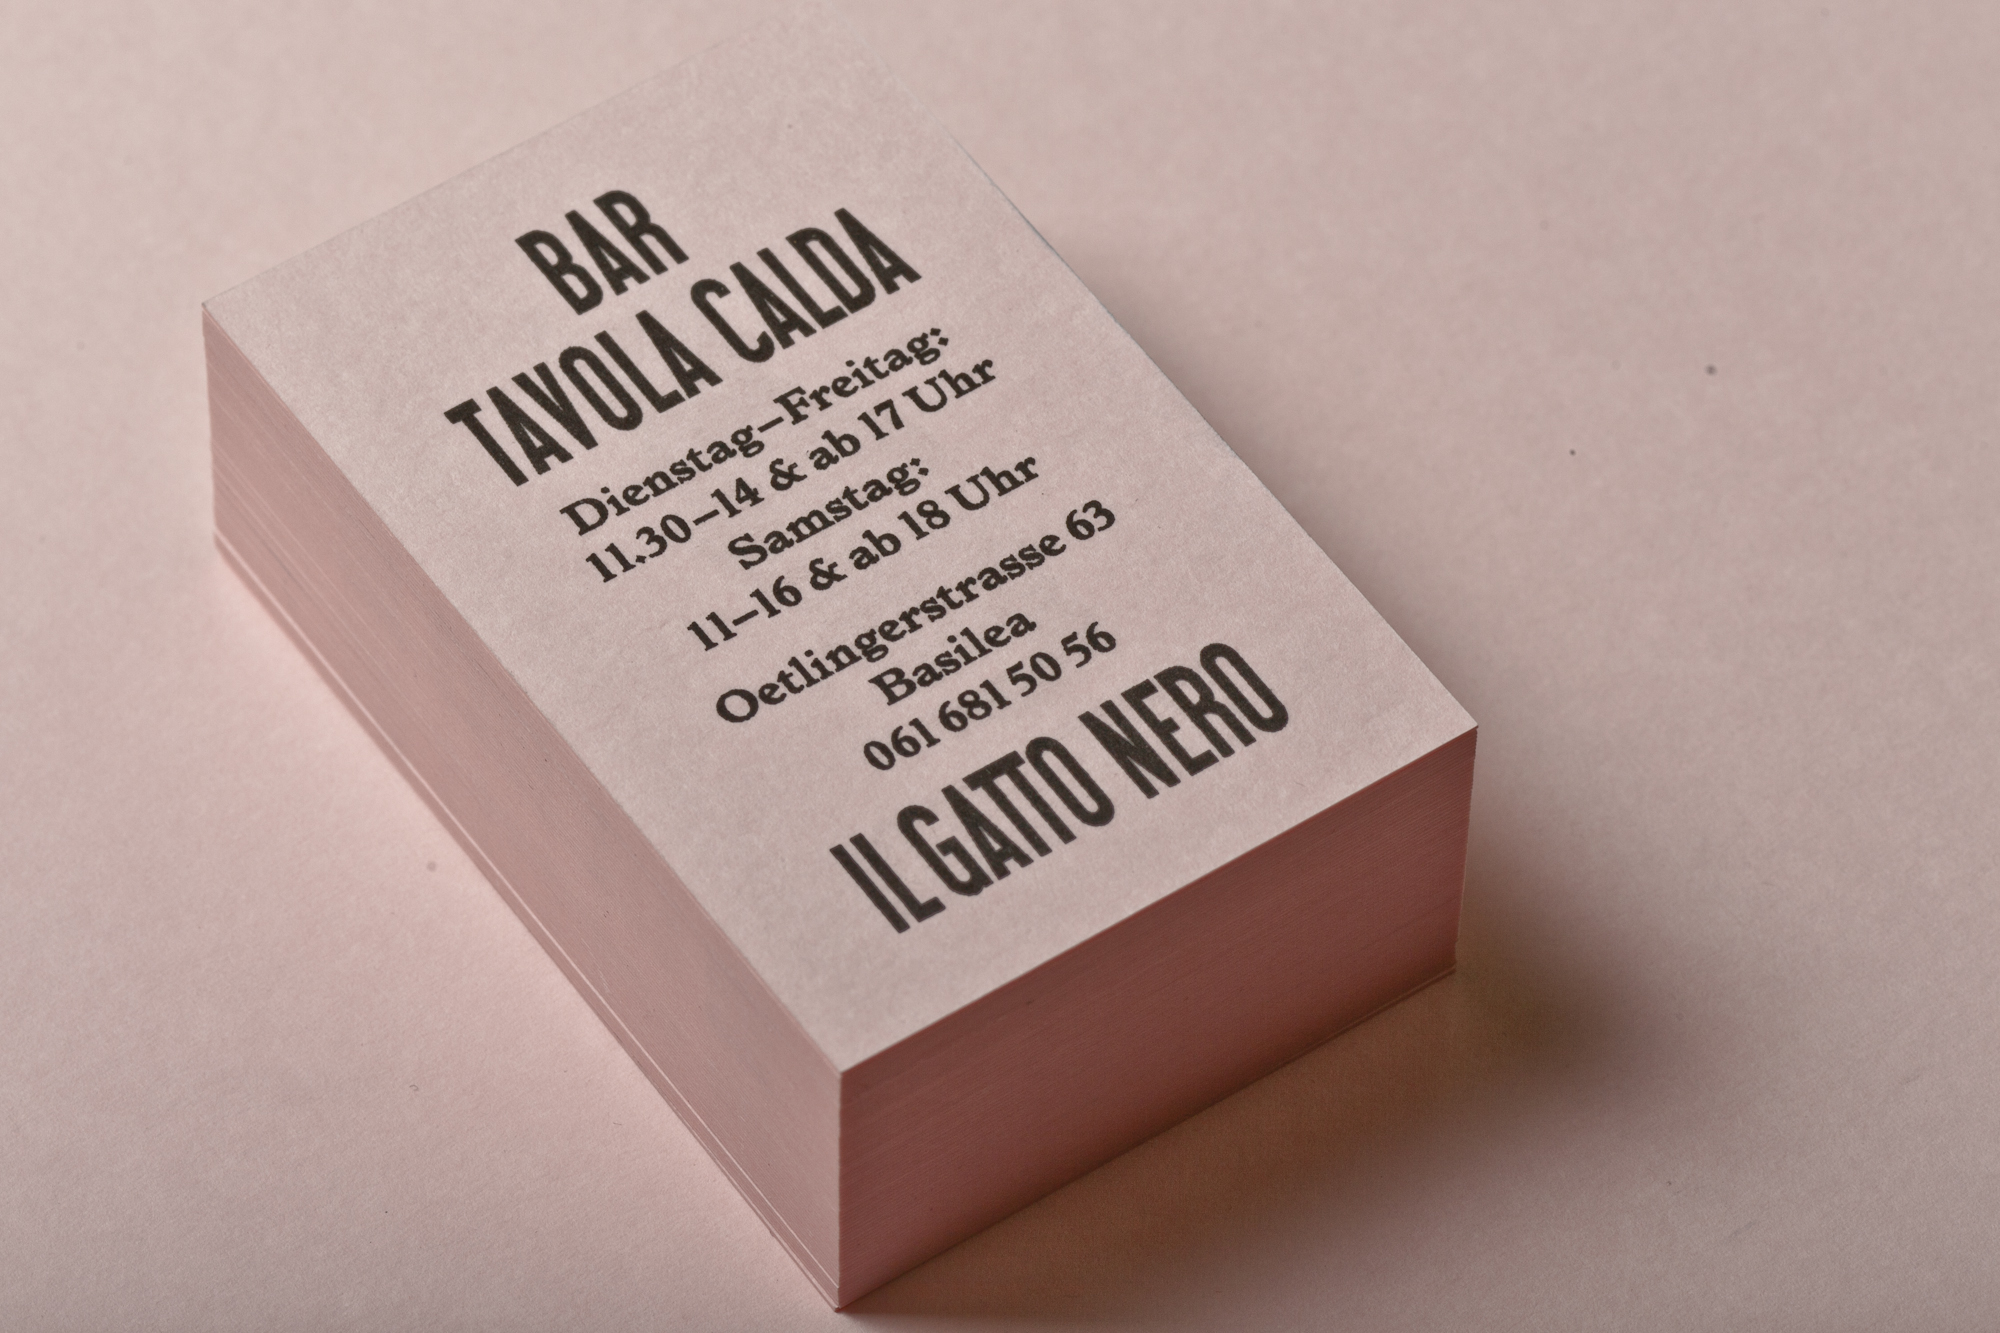 BAR
TAVOLA CALDA
Dienstag–Freitag:
11.30–14 & ab 17 Uhr
Samstag:
11–16 & ab 18 Uhr
Oetlingerstrasse 63
Basilea
061 681 50 56
IL GATTO NERO